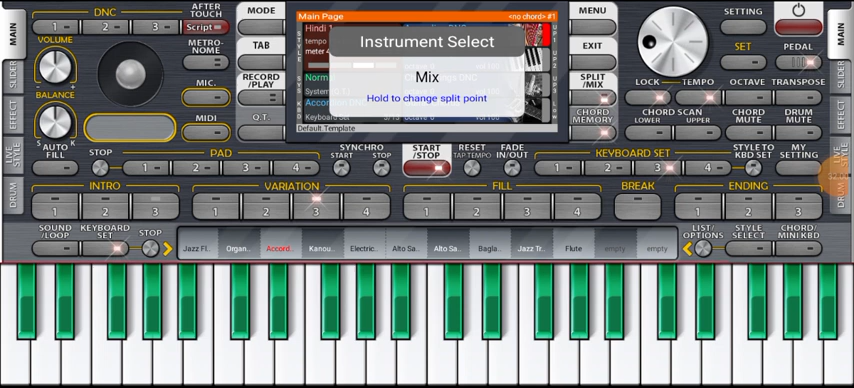 DNC
AFTER TOUCH
1 2 3 Script
MODE
Main Page <no chord> #1
Instrument Select
Mix
Hold to change split point
Hindi 1
tempo
meter
Norm
Default Template
MENU
SETTING
VOLUME
METRO-NOME
TAB
EXIT
SET
PEDAL
MIC.
RECORD /PLAY
SPLIT /MIX
LOCK TEMPO OCTAVE TRANSPOSE
BALANCE
MIDI
Q.T.
CHORD MEMORY
CHORD SCAN
LOWER UPPER
CHORD MUTE
DRUM MUTE
S K
AUTO FILL
STOP
PAD
1 2 3 4
SYNCHRO
START STOP
START /STOP
RESET
TAP TEMPO
FADE IN/OUT
KEYBOARD SET
1 2 3 4
STYLE TO KBD SET
MY SETTING
INTRO
1 2 3
VARIATION
1 2 3 4
FILL
1 2 3 4
BREAK
ENDING
1 2 3
SOUND /LOOP
KEYBOARD SET
STOP
Jazz Fl. Organ.. Accord.. Kanou.. Electric.. Alto Sa.. Alto Sa.. Bagla.. Jazz Tr.. Flute empty empty
LIST/ OPTIONS
STYLE SELECT
CHORD/ MINI KBD
MAIN
SLIDER
EFFECT
LIVE STYLE
DRUM
MAIN
SLIDER
EFFECT
LIVE STYLE
DRUM